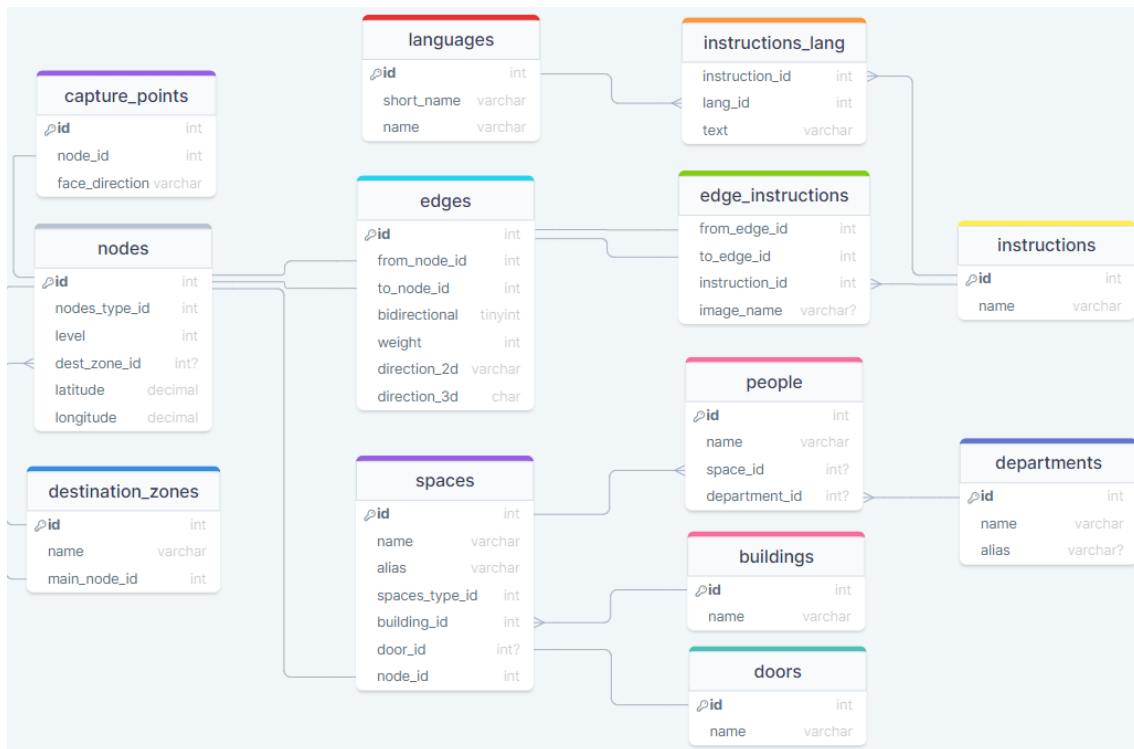 languages
id int
short_name varchar
name varchar
instructions_lang
instruction_id int
lang_id int
text varchar
capture_points
id int
node_id int
face_direction varchar
edges
id int
from_node_id int
to_node_id int
bidirectional tinyint
weight int
direction_2d varchar
direction_3d char
edge_instructions
from_edge_id int
to_edge_id int
instruction_id int
image_name varchar?
instructions
id int
name varchar
nodes
id int
nodes_type_id int
level int
dest_zone_id int?
latitude decimal
longitude decimal
people
id int
name varchar
space_id int?
department_id int?
departments
id int
name varchar
alias varchar?
destination_zones
id int
name varchar
main_node_id int
spaces
id int
name varchar
alias varchar
spaces_type_id int
building_id int
door_id int?
node_id int
buildings
id int
name varchar
doors
id int
name varchar